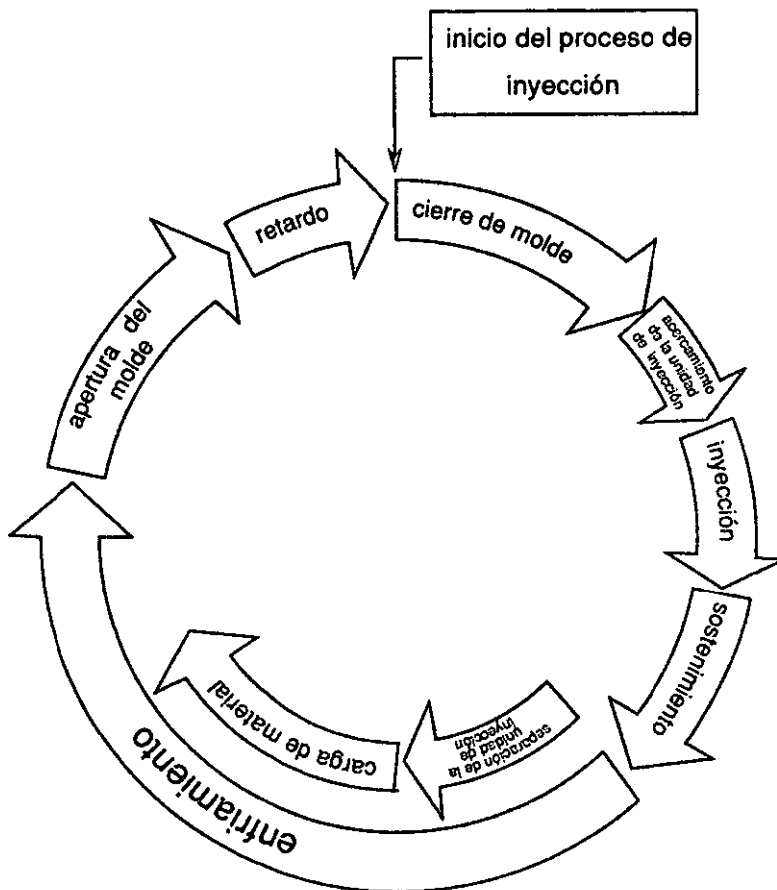 inicio del proceso de
inyección
cierre de molde
acercamiento
de la unidad
de inyección
inyección
sostenimiento
separación de la
unidad de
inyección
carga de material
enfriamiento
apertura del
molde
retardo